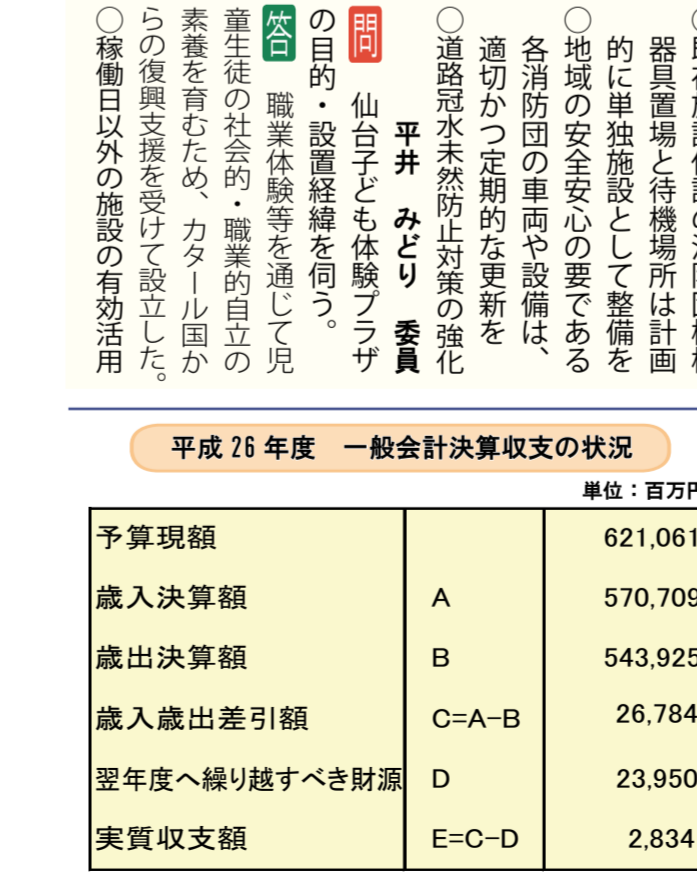 器具置場と待機場所は計画
的に単独施設として整備を
○地域の安全安心の要である
各消防団の車両や設備は、
適切かつ定期的な更新を
○道路冠水未然防止対策の強化
平井　みどり　委員
問　仙台子ども体験プラザ
の目的・設置経緯を伺う。
答　職業体験等を通じて児
童生徒の社会的・職業的自立の
素養を育むため、カタール国か
らの復興支援を受けて設立した。
○稼働日以外の施設の有効活用
平成 26 年度　一般会計決算収支の状況
単位：百万円
予算現額 621,061
歳入決算額 A 570,709
歳出決算額 B 543,925
歳入歳出差引額 C=A−B 26,784
翌年度へ繰り越すべき財源 D 23,950
実質収支額 E=C−D 2,834